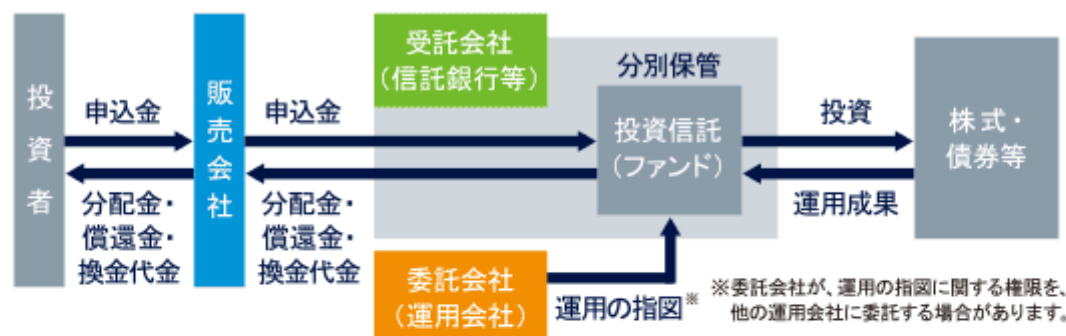 投資者
申込金
分配金・
償還金・
換金代金
販売会社
申込金
分配金・
償還金・
換金代金
受託会社
（信託銀行等）
分別保管
投資信託
（ファンド）
委託会社
（運用会社）
運用の指図※
投資
運用成果
株式・
債券等
※委託会社が、運用の指図に関する権限を、
他の運用会社に委託する場合があります。